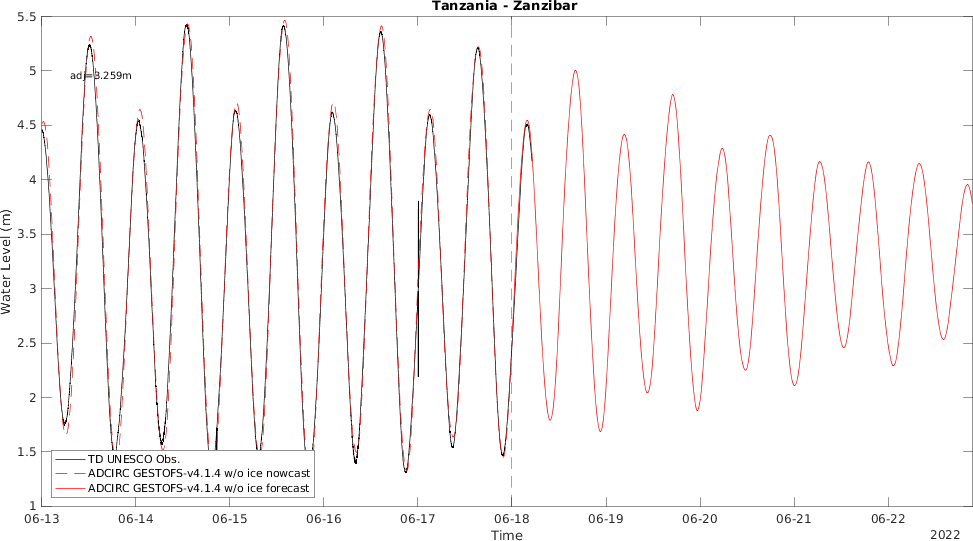 Tanzania - Zanzibar
5.5
5
4.5
4
3.5
3
2.5
2
1.5
1
Water Level (m)
adj=3.259m
TD UNESCO Obs.
ADCIRC GESTOFS-v4.1.4 w/o ice nowcast
ADCIRC GESTOFS-v4.1.4 w/o ice forecast
06-13 06-14 06-15 06-16 06-17 06-18 06-19 06-20 06-21 06-22
Time
2022